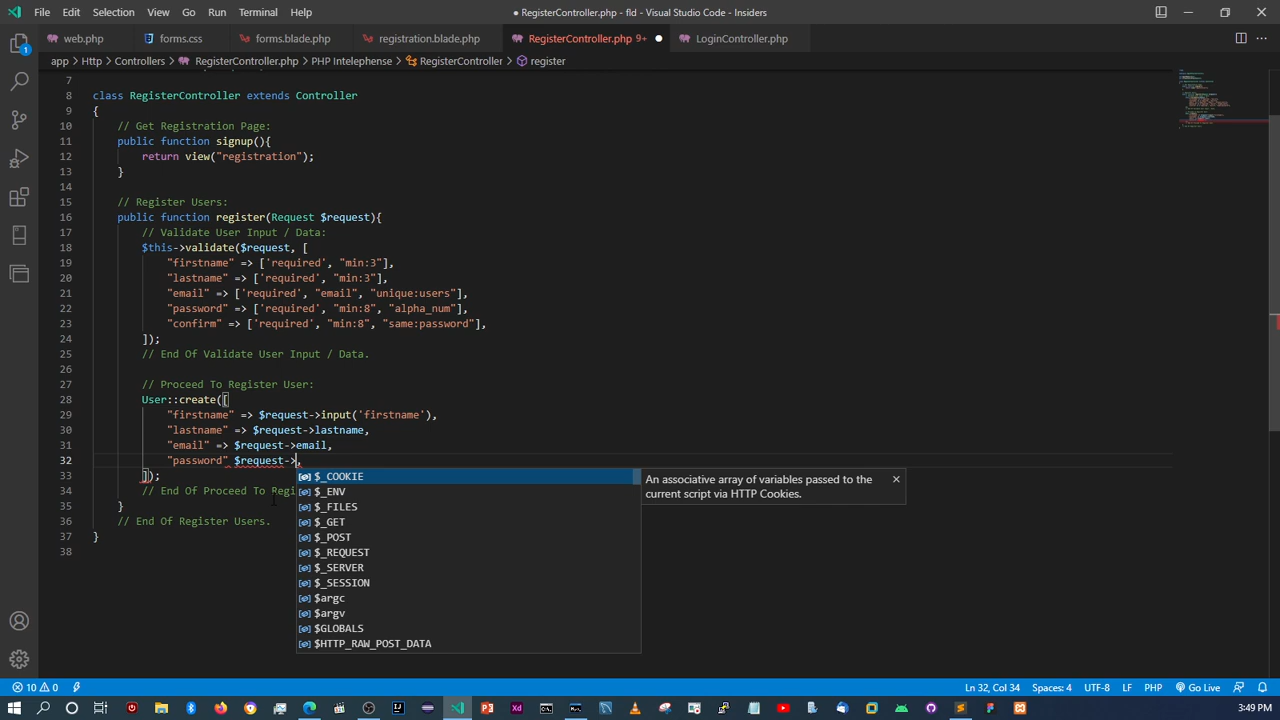 File Edit Selection View Go Run Terminal Help
● RegisterController.php - fld - Visual Studio Code - Insiders
web.php forms.css forms.blade.php registration.blade.php RegisterController.php 9+ ● LoginController.php
app > Http > Controllers > RegisterController.php > PHP Intelephense > RegisterController > register
1
7
8 class RegisterController extends Controller
9 {
10 // Get Registration Page:
11 public function signup(){
12 return view("registration");
13 }
14
15 // Register Users:
16 public function register(Request $request){
17 // Validate User Input / Data:
18 $this->validate($request, [
19 "firstname" => ['required', "min:3"],
20 "lastname" => ['required', "min:3"],
21 "email" => ['required', "email", "unique:users"],
22 "password" => ['required', "min:8", "alpha_num"],
23 "confirm" => ['required', "min:8", "same:password"],
24 ]);
25 // End Of Validate User Input / Data.
26
27 // Proceed To Register User:
28 User::create([
29 "firstname" => $request->input('firstname'),
30 "lastname" => $request->lastname,
31 "email" => $request->email,
32 "password" $request->,
33 ]);
34 // End Of Proceed To Regi
35 }
36 // End Of Register Users.
37 }
38
$_COOKIE
$_ENV
$_FILES
$_GET
$_POST
$_REQUEST
$_SERVER
$_SESSION
$argc
$argv
$GLOBALS
$HTTP_RAW_POST_DATA
An associative array of variables passed to the
current script via HTTP Cookies.
10 0 Ln 32, Col 34 Spaces: 4 UTF-8 LF PHP Go Live
3:49 PM